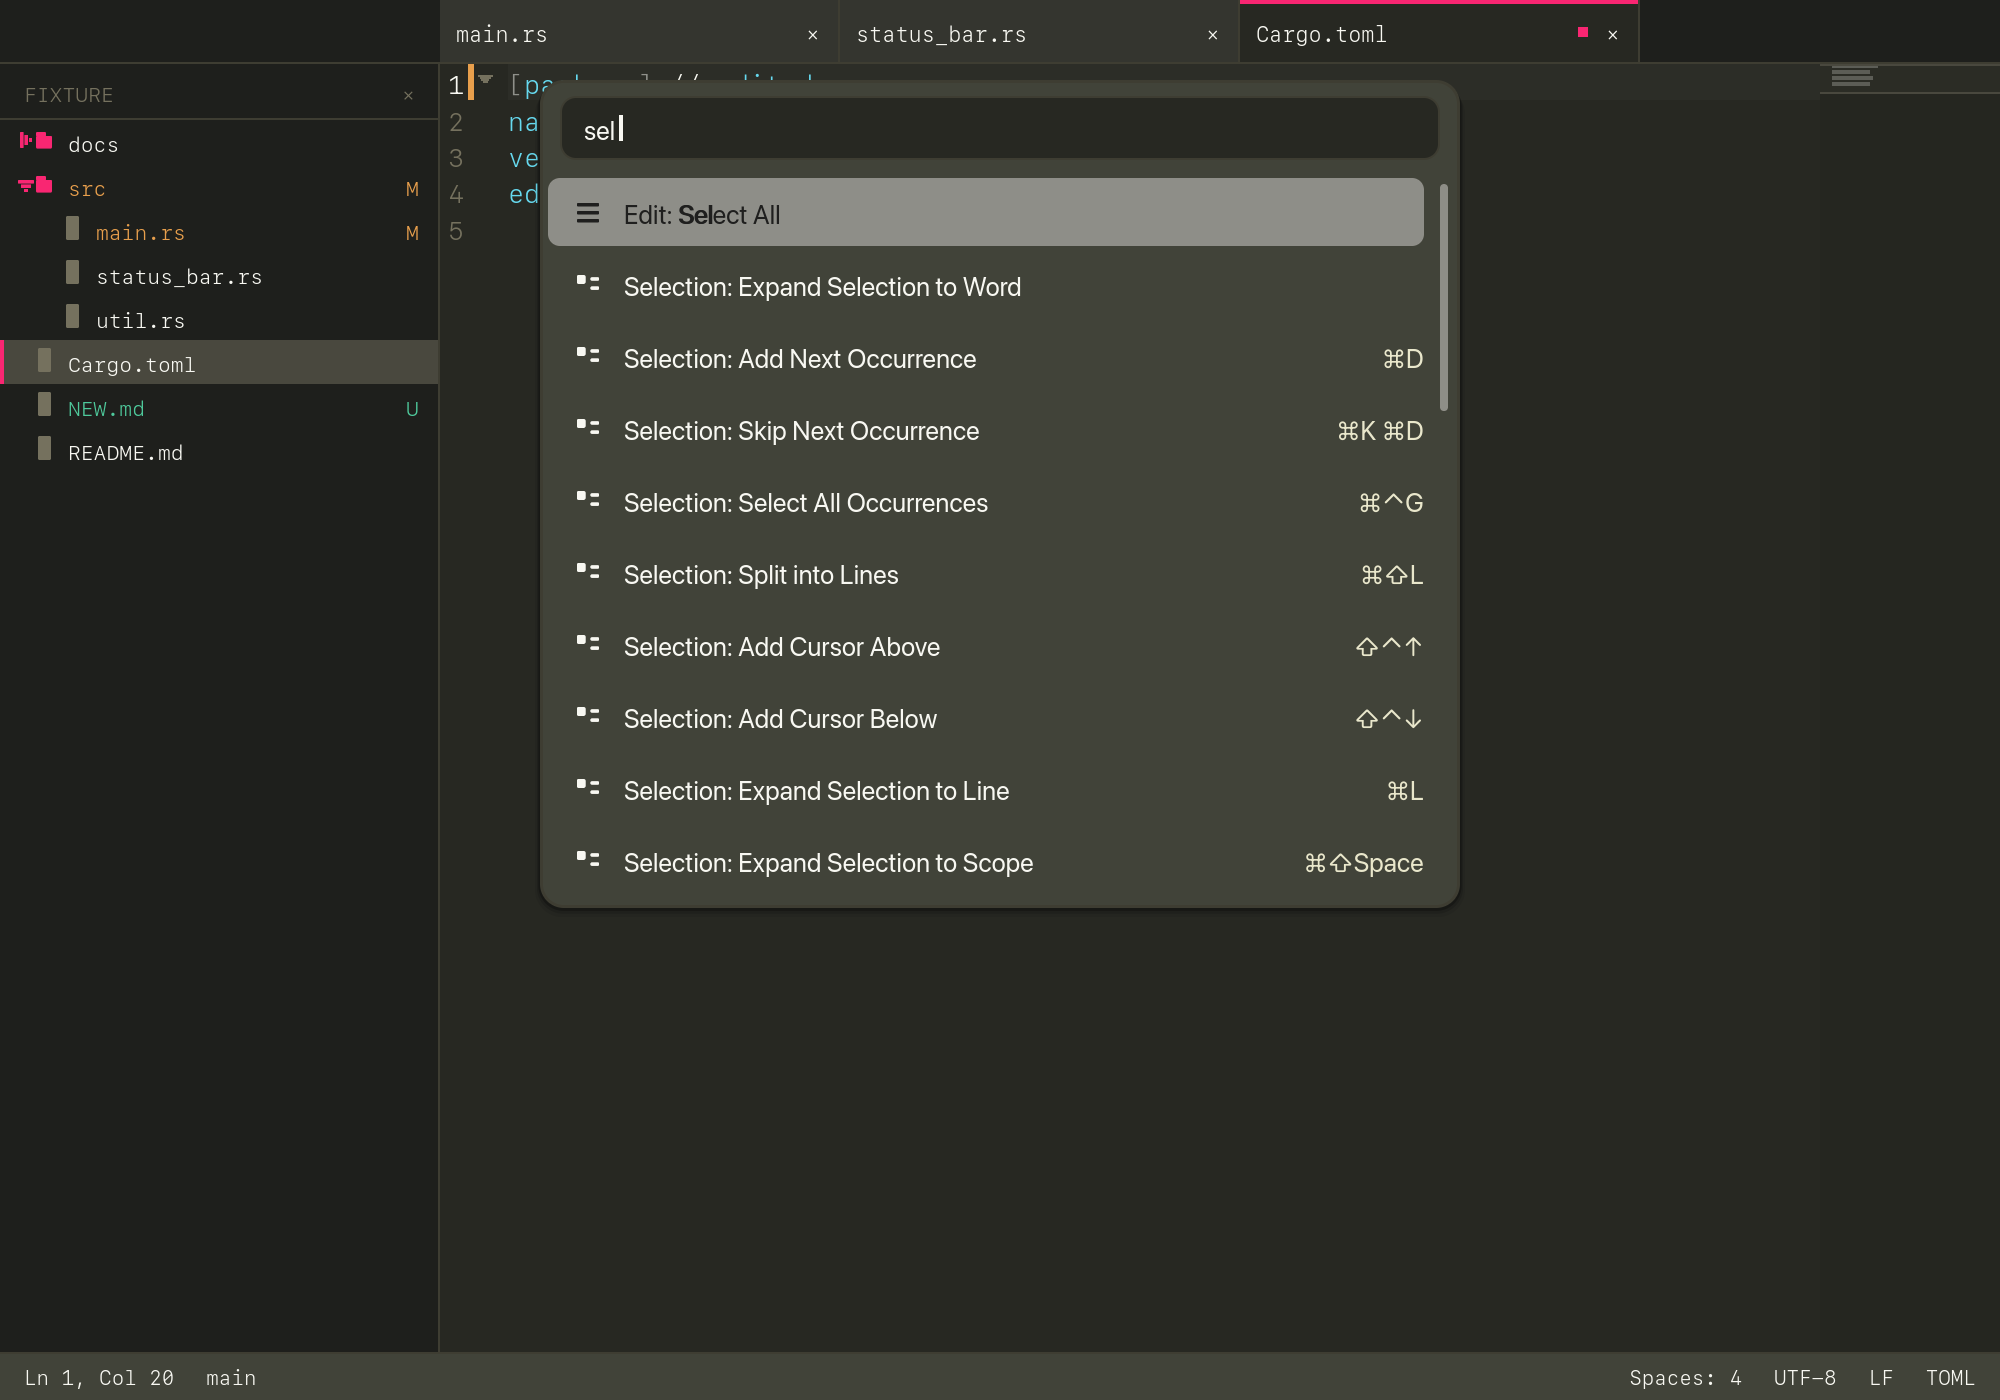 main.rs ×
status_bar.rs ×
Cargo.toml ×
FIXTURE ×
docs
src M
main.rs M
status_bar.rs
util.rs
Cargo.toml
NEW.md U
README.md
1
2 na
3 ve
4 ed
5
sel
Edit: Select All
Selection: Expand Selection to Word
Selection: Add Next Occurrence ⌘D
Selection: Skip Next Occurrence ⌘K ⌘D
Selection: Select All Occurrences ⌘^G
Selection: Split into Lines ⌘⇧L
Selection: Add Cursor Above ⇧^↑
Selection: Add Cursor Below ⇧^↓
Selection: Expand Selection to Line ⌘L
Selection: Expand Selection to Scope ⌘⇧Space
Ln 1, Col 20 main
Spaces: 4 UTF-8 LF TOML